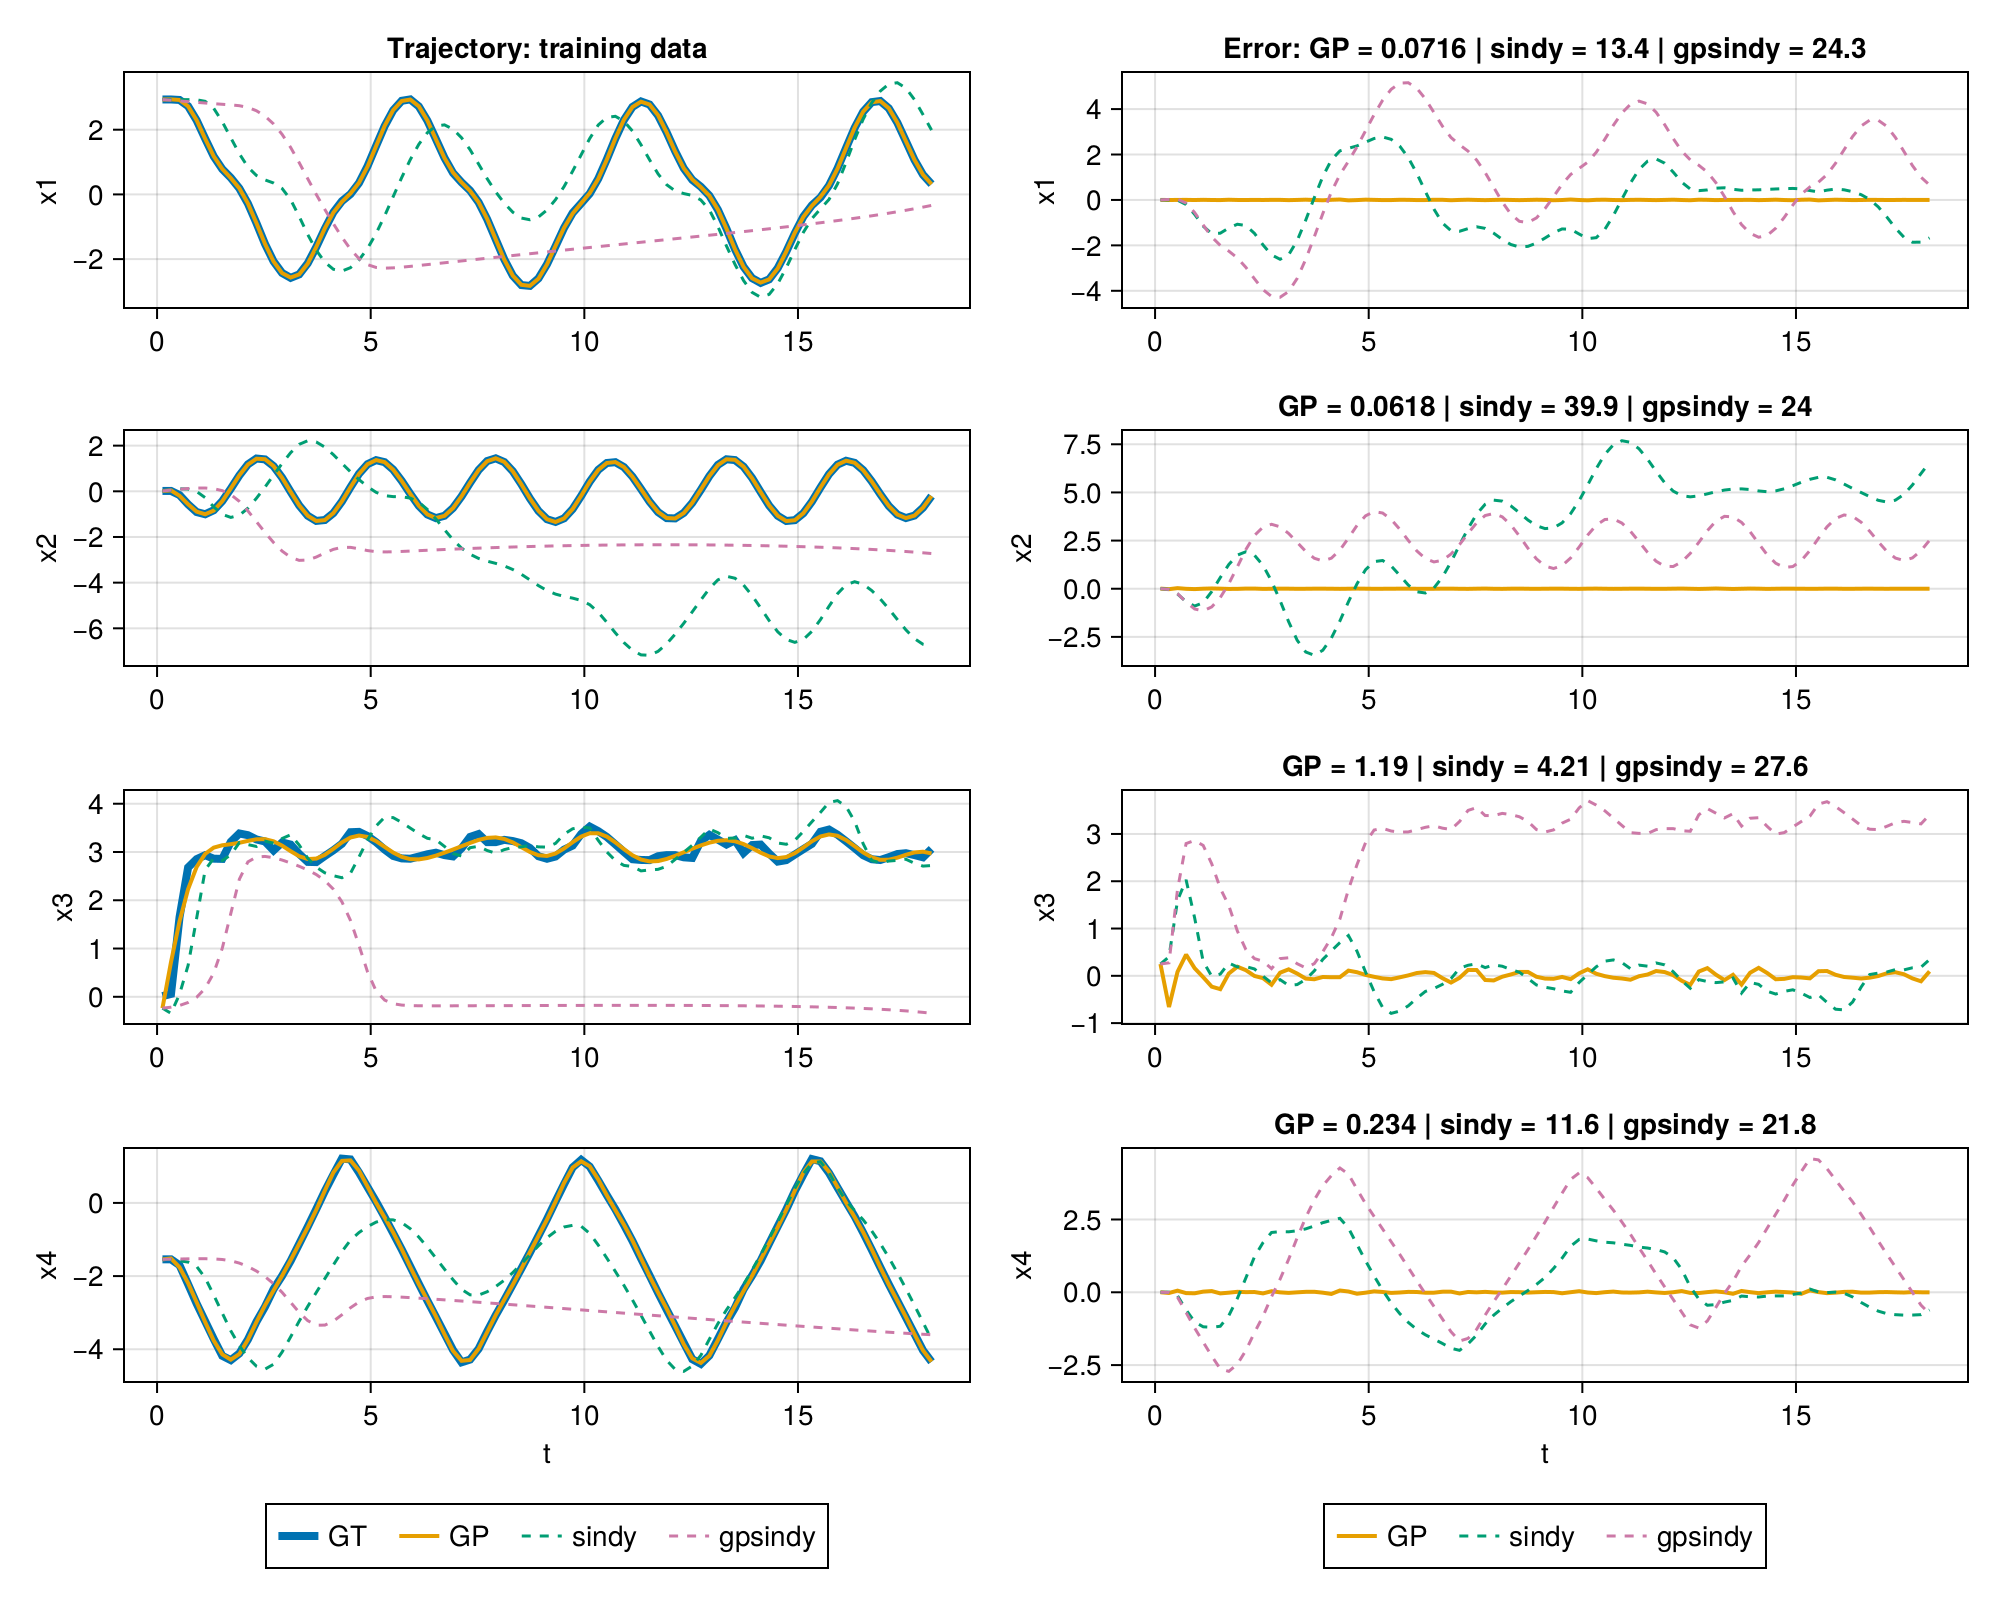 Trajectory: training data
x1
2
0
−2
0 5 10 15
Error: GP = 0.0716 | sindy = 13.4 | gpsindy = 24.3
x1
4
2
0
−2
−4
0 5 10 15
x2
2
0
−2
−4
−6
0 5 10 15
GP = 0.0618 | sindy = 39.9 | gpsindy = 24
x2
7.5
5.0
2.5
0.0
−2.5
0 5 10 15
x3
4
3
2
1
0
0 5 10 15
GP = 1.19 | sindy = 4.21 | gpsindy = 27.6
x3
3
2
1
0
−1
0 5 10 15
x4
0
−2
−4
0 5 10 15
t
GP = 0.234 | sindy = 11.6 | gpsindy = 21.8
x4
2.5
0.0
−2.5
0 5 10 15
t
GT GP sindy gpsindy
GP sindy gpsindy